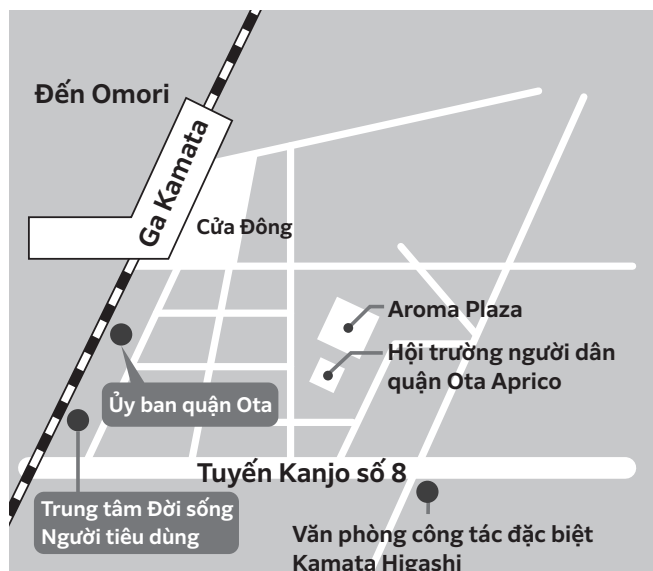 Đến Omori
Ga Kamata
Cửa Đông
Aroma Plaza
Hội trường người dân
quận Ota Aprico
Ủy ban quận Ota
Tuyến Kanjo số 8
Trung tâm Đời sống
Người tiêu dùng
Văn phòng công tác đặc biệt
Kamata Higashi